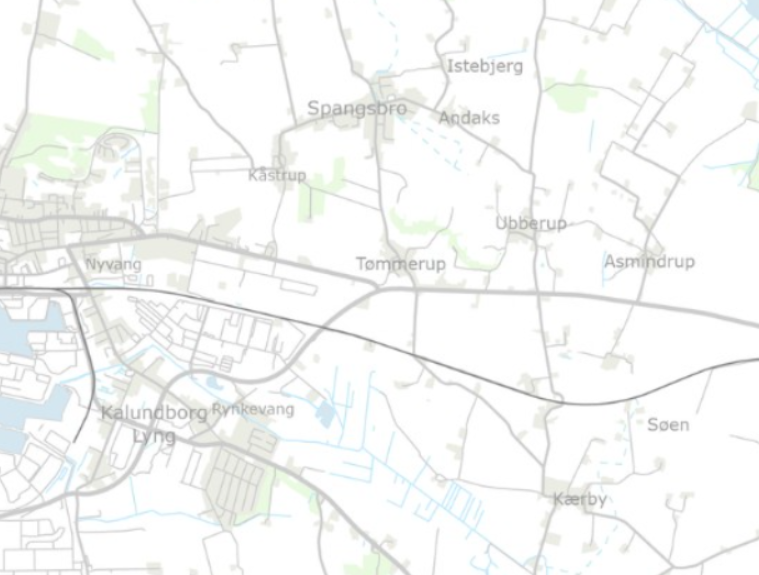 Istebjerg
Spangsbro
Andaks
Kåstrup
Ubberup
Nyvang
Tømmerup
Asmindrup
Kalundborg
Rynkevang
Lyng
Søen
Kærby